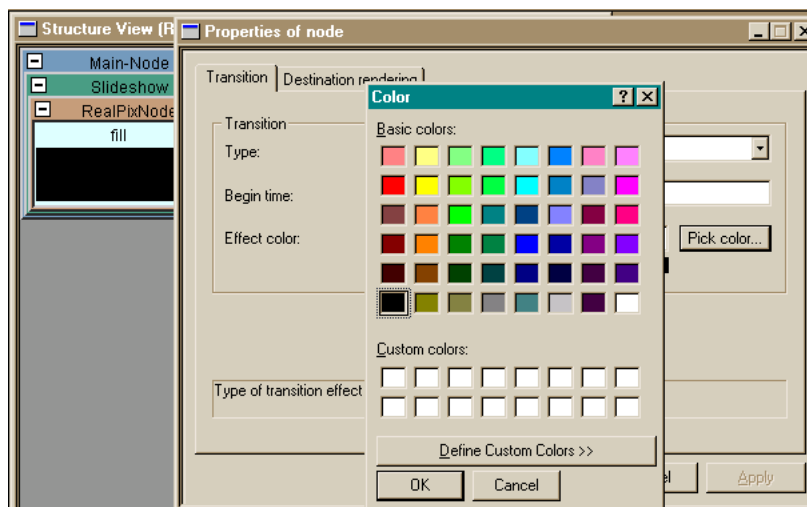 Structure View (R
Properties of node
Main-Node
Slideshow
RealPixNode
fill
Transition
Destination rendering
Transition
Type:
Begin time:
Effect color:
Pick color...
Type of transition effect
Color
Basic colors:
Custom colors:
Define Custom Colors >>
OK
Cancel
Apply